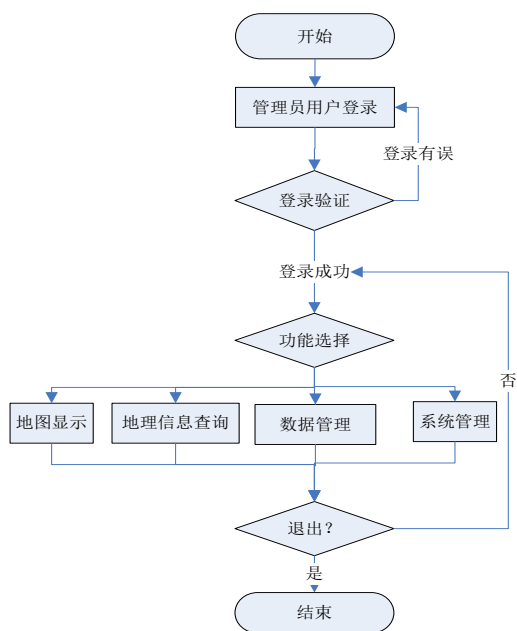 开始
管理员用户登录
登录有误
登录验证
登录成功
功能选择
否
地图显示
地理信息查询
数据管理
系统管理
退出?
是
结束